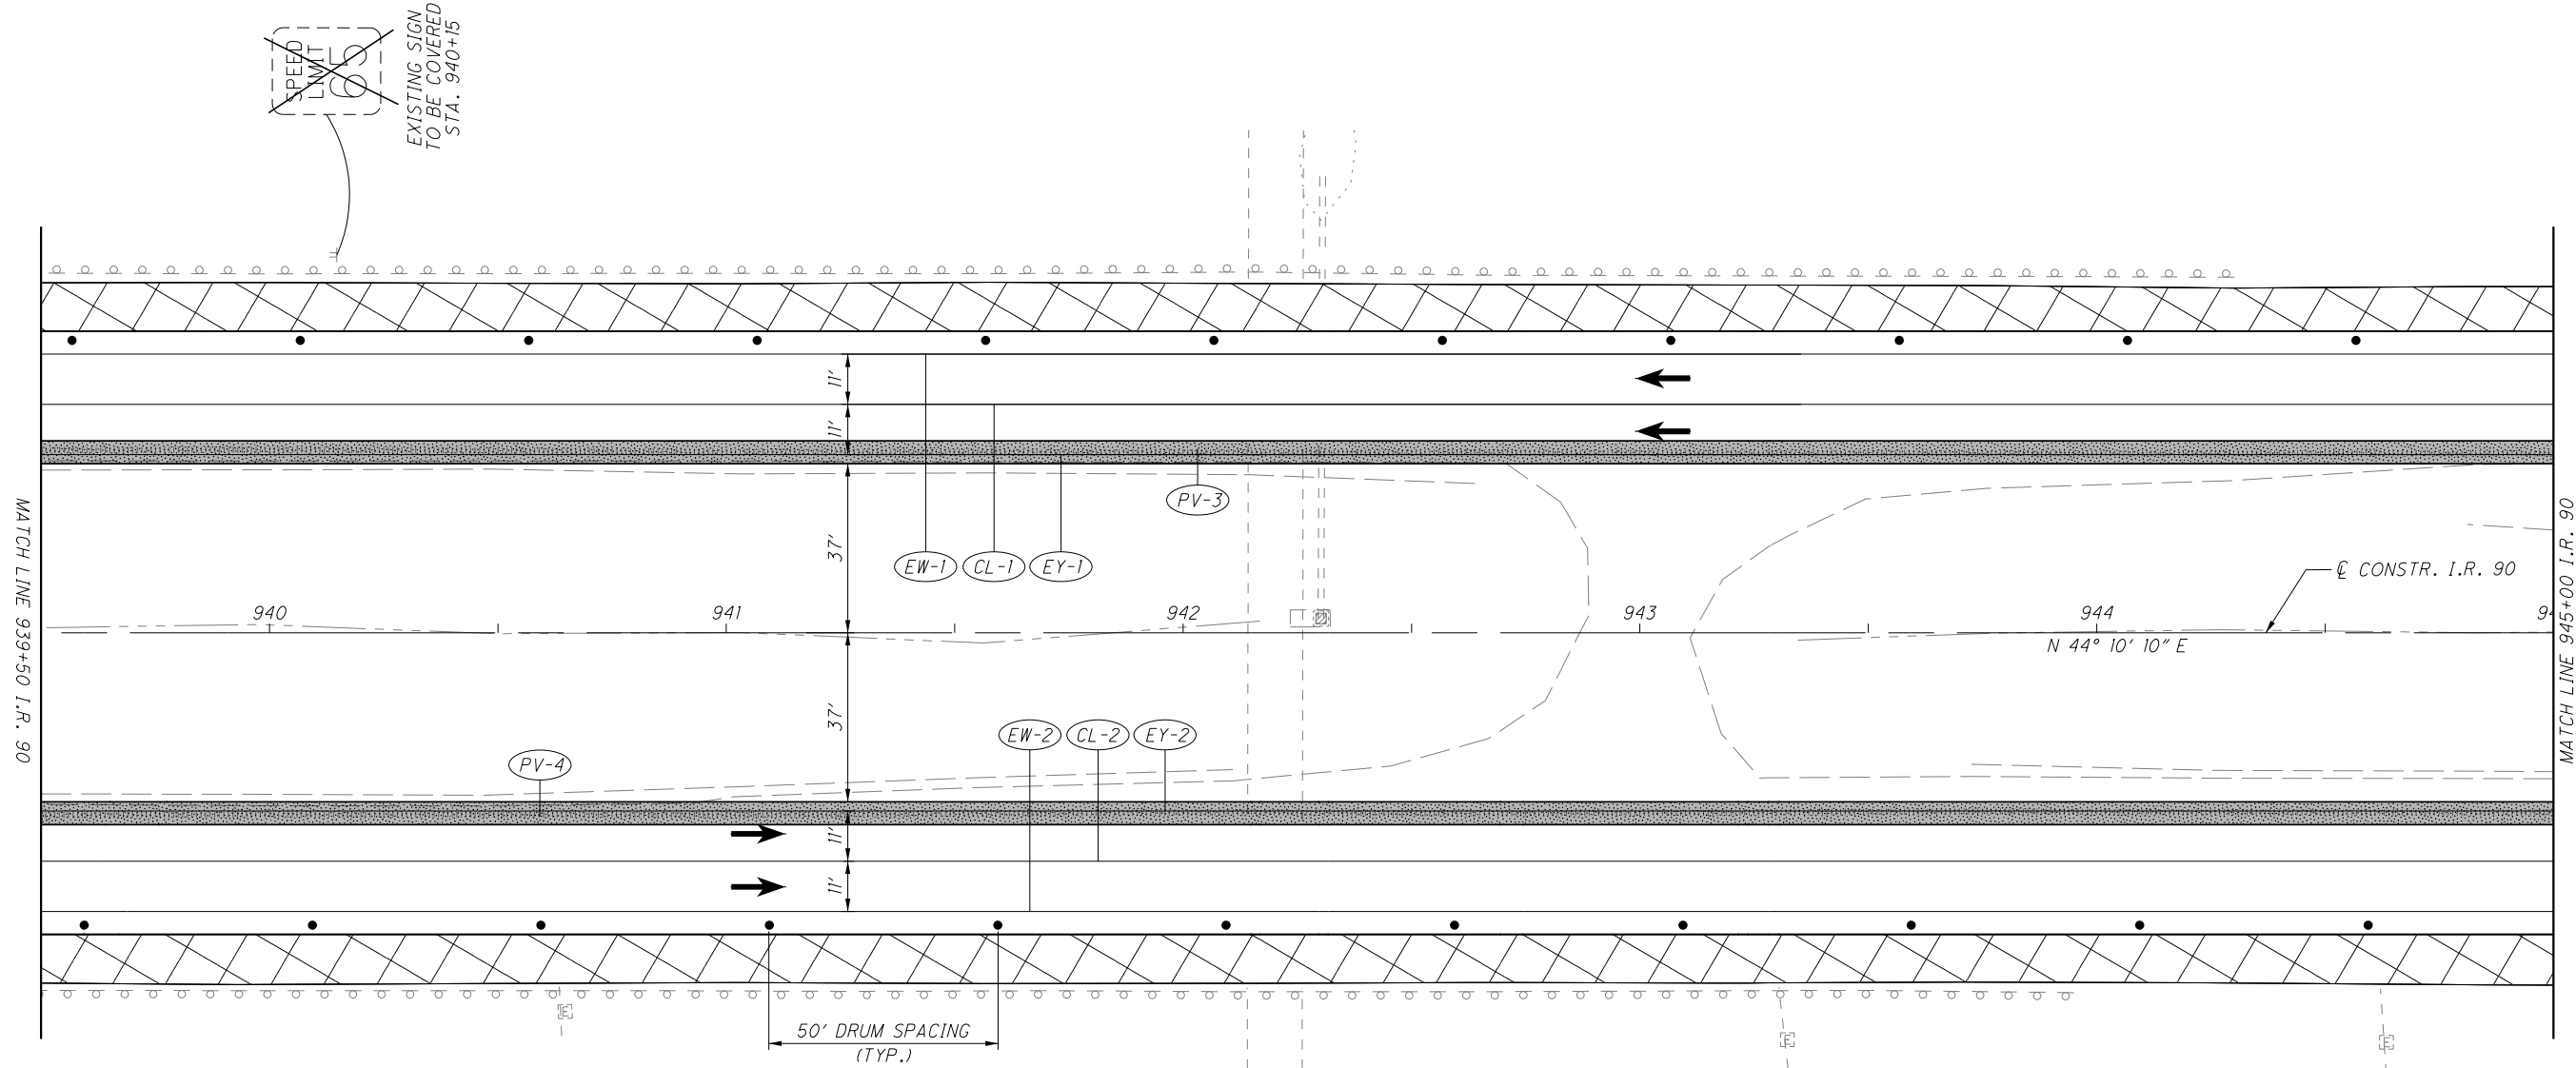 SPEED
LIMIT
65
EXISTING SIGN
TO BE COVERED
STA. 940+15
11'
11'
PV-3
37'
EW-1
CL-1
EY-1
MATCH LINE 939+50 I.R. 90
MATCH LINE 945+00 I.R. 90
℄ CONSTR. I.R. 90
940
941
942
943
944
94
N 44° 10' 10" E
37'
EW-2
CL-2
EY-2
PV-4
11'
11'
50' DRUM SPACING
(TYP.)
E
E
E